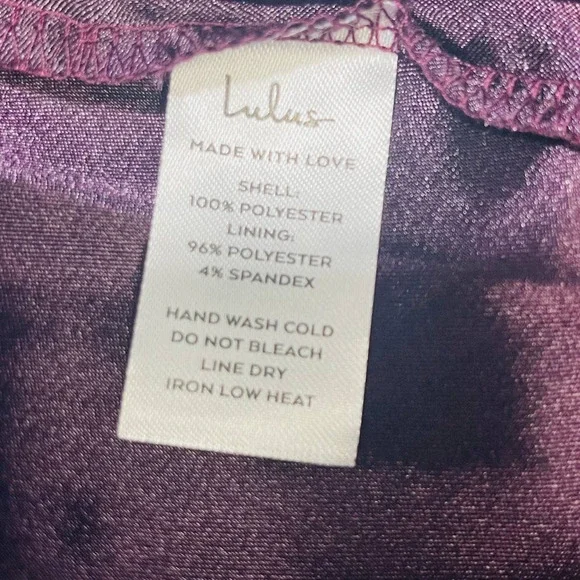 Lulus
MADE WITH LOVE
SHELL:
100% POLYESTER
LINING:
96% POLYESTER
4% SPANDEX
HAND WASH COLD
DO NOT BLEACH
LINE DRY
IRON LOW HEAT